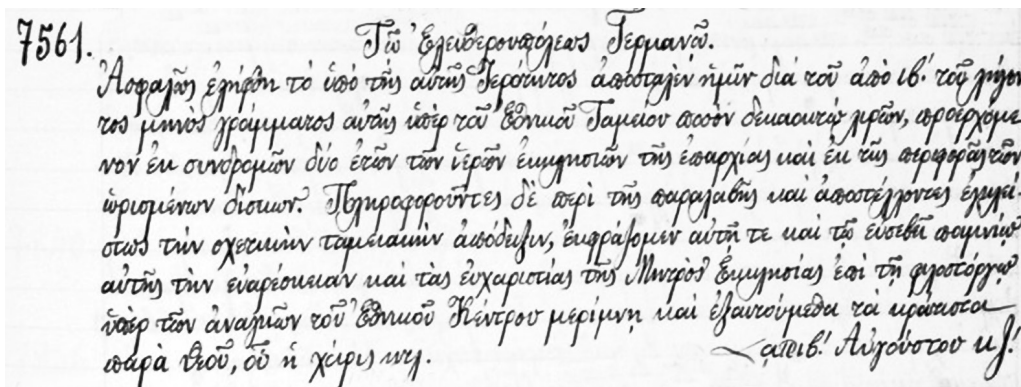 7561. Τῷ Ἐλευθερουπόλεως Γερμανῷ.
Ἀσφαλῶς ἐλήφθη τὸ ὑπὸ τῆς αὐτῆς Ἱερότητος ἀποσταλὲν ἡμῖν διὰ τοῦ ἀπὸ ιβ΄ τοῦ λήγον
τος μηνὸς γράμματος αὐτῆς ὑπὲρ τοῦ Ἐθνικοῦ Ταμείου ποσὸν δεκαοκτὼ λιρῶν, προερχόμε
νον ἐκ συνδρομῶν δύο ἐτῶν τῶν ἱερῶν ἐκκλησιῶν τῆς ἐπαρχίας καὶ ἐκ τῆς περιφορᾶς τῶν
ὡρισμένων δίσκων. Πληροφοροῦντες δὲ περὶ τῆς παραλαβῆς καὶ ἀποστέλλοντες ἐγκλεί-
στως τὴν σχετικὴν ταμειακὴν ἀπόδειξιν, ἐκφράζομεν αὐτῇ τε καὶ τῷ εὐσεβεῖ ποιμνίῳ
αὐτῆς τὴν εὐαρέσκειαν καὶ τὰς εὐχαριστίας τῆς Μητρὸς Ἐκκλησίας ἐπὶ τῇ φιλοστόργῳ
ὑπὲρ τῶν ἀναγκῶν τοῦ Ἐθνικοῦ Κέντρου μερίμνῃ καὶ ἐξαιτούμεθα τὰ κράτιστα
παρὰ Θεοῦ, οὗ ἡ χάρις κτλ. ͵αϡιβ΄ Αὐγούστου κζ΄